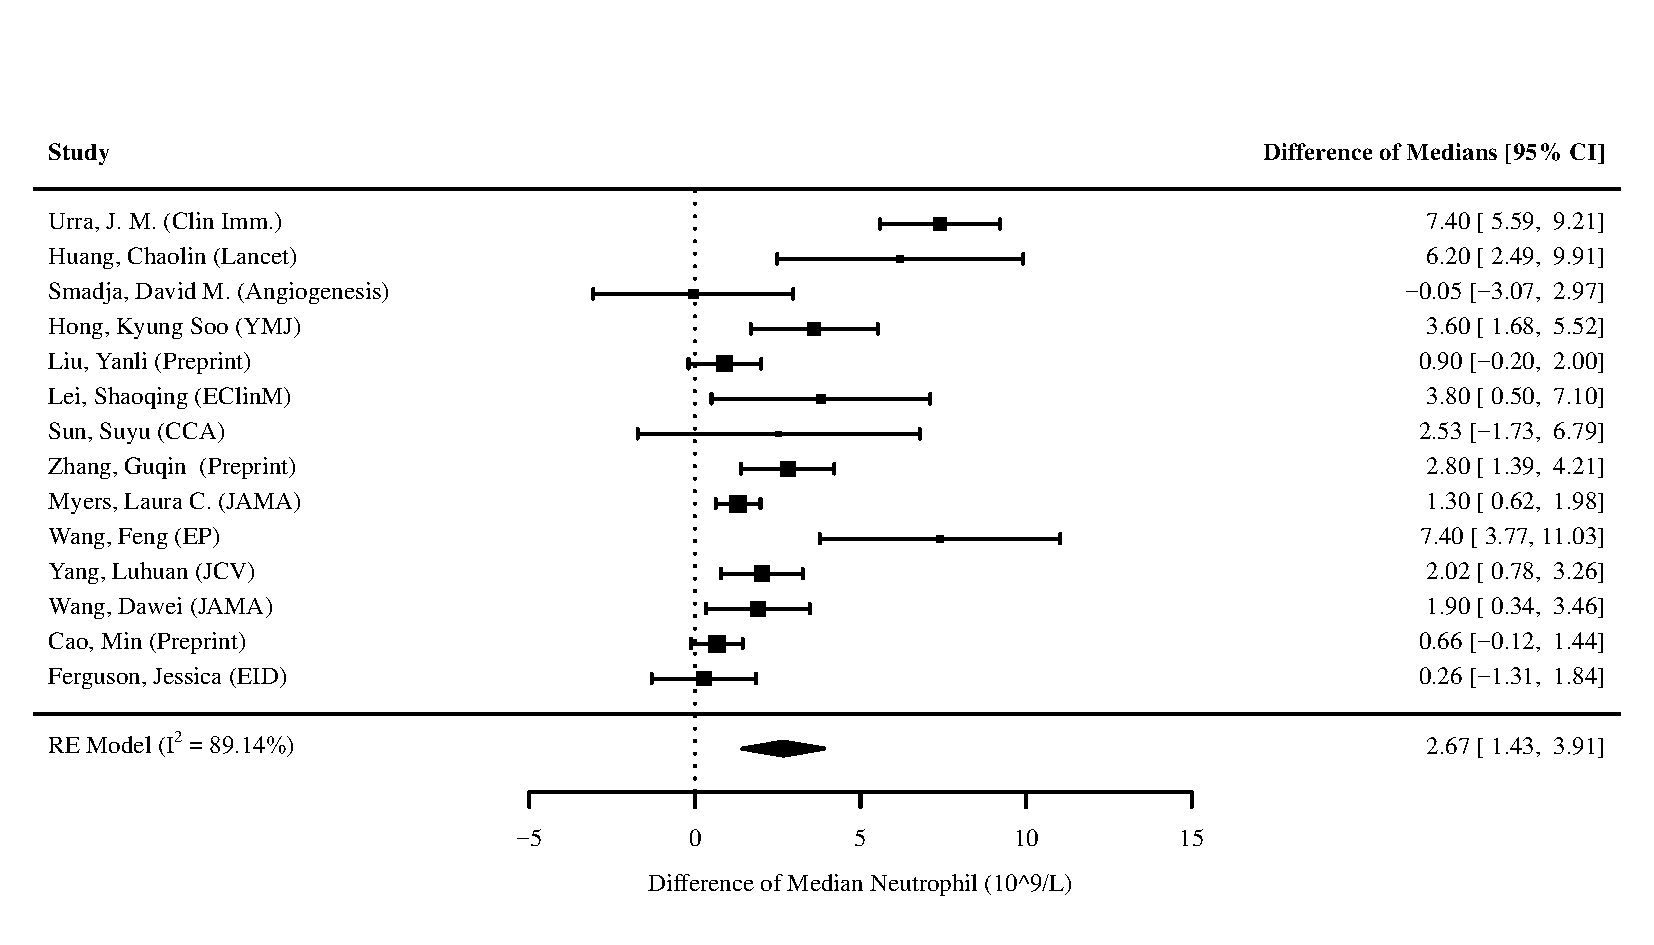 Study Difference of Medians [95% CI]
Urra, J. M. (Clin Imm.) 7.40 [ 5.59, 9.21]
Huang, Chaolin (Lancet) 6.20 [ 2.49, 9.91]
Smadja, David M. (Angiogenesis) −0.05 [−3.07, 2.97]
Hong, Kyung Soo (YMJ) 3.60 [ 1.68, 5.52]
Liu, Yanli (Preprint) 0.90 [−0.20, 2.00]
Lei, Shaoqing (EClinM) 3.80 [ 0.50, 7.10]
Sun, Suyu (CCA) 2.53 [−1.73, 6.79]
Zhang, Guqin (Preprint) 2.80 [ 1.39, 4.21]
Myers, Laura C. (JAMA) 1.30 [ 0.62, 1.98]
Wang, Feng (EP) 7.40 [ 3.77, 11.03]
Yang, Luhuan (JCV) 2.02 [ 0.78, 3.26]
Wang, Dawei (JAMA) 1.90 [ 0.34, 3.46]
Cao, Min (Preprint) 0.66 [−0.12, 1.44]
Ferguson, Jessica (EID) 0.26 [−1.31, 1.84]
RE Model (I² = 89.14%) 2.67 [ 1.43, 3.91]
−5 0 5 10 15
Difference of Median Neutrophil (10^9/L)